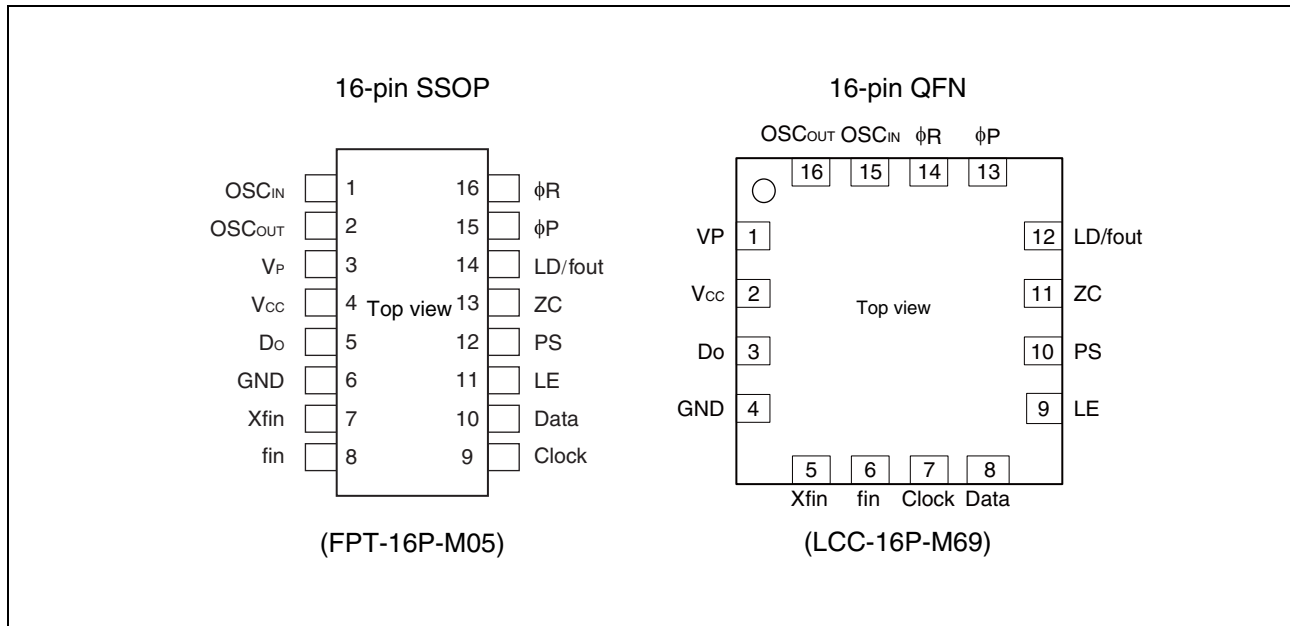 16-pin SSOP
OSCIN 1 16 ϕR
OSCOUT 2 15 ϕP
VP 3 14 LD/fout
VCC 4 Top view 13 ZC
DO 5 12 PS
GND 6 11 LE
Xfin 7 10 Data
fin 8 9 Clock
(FPT-16P-M05)
16-pin QFN
OSCOUT OSCIN ϕR ϕP
16 15 14 13
VP 1 12 LD/fout
VCC 2 Top view 11 ZC
Do 3 10 PS
GND 4 9 LE
5 6 7 8
Xfin fin Clock Data
(LCC-16P-M69)